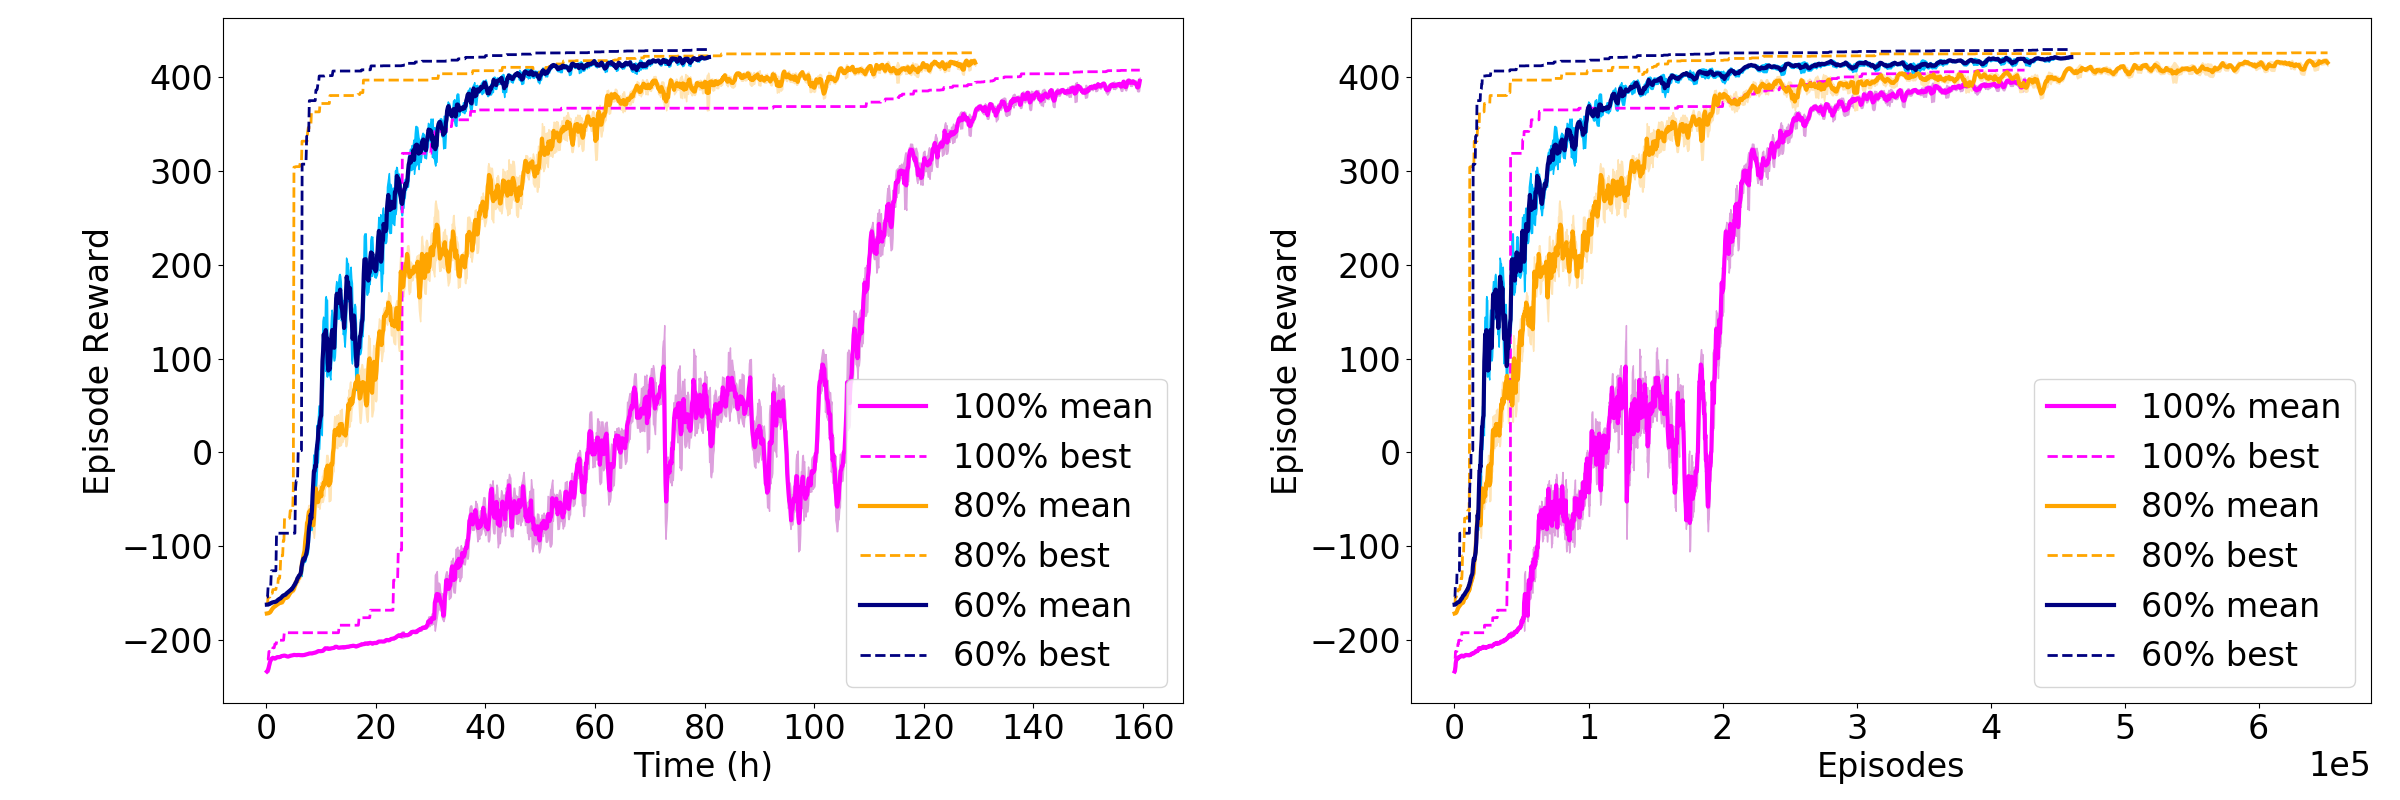 400
300
200
100
0
−100
−200
Episode Reward
0 20 40 60 80 100 120 140 160
Time (h)
100% mean
100% best
80% mean
80% best
60% mean
60% best
400
300
200
100
0
−100
−200
Episode Reward
0 1 2 3 4 5 6
Episodes
1e5
100% mean
100% best
80% mean
80% best
60% mean
60% best